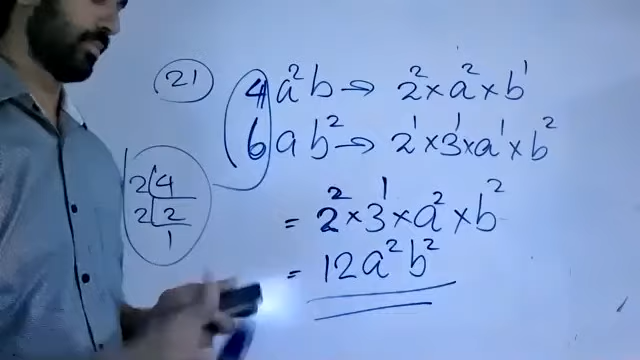 21
4a²b → 2² × a² × b¹
6ab² → 2¹ × 3¹ × a¹ × b²
2 4
2 2
1
= 2² × 3¹ × a² × b²
= 12a²b²